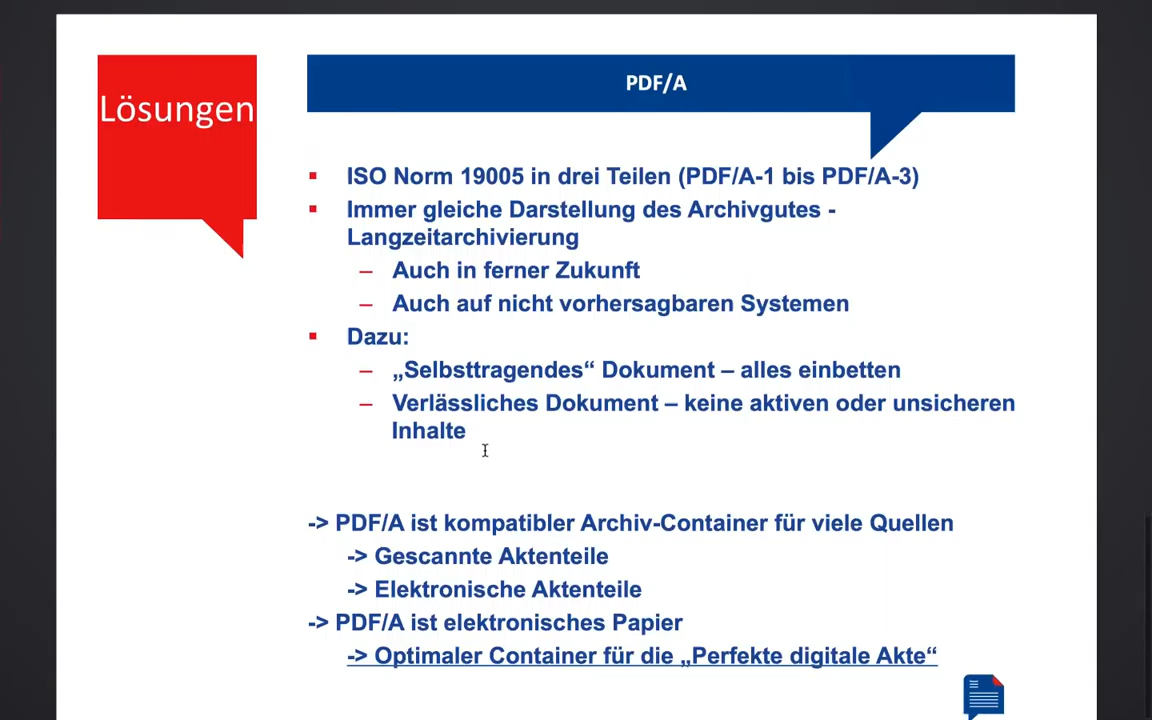 Lösungen
PDF/A
▪ ISO Norm 19005 in drei Teilen (PDF/A-1 bis PDF/A-3)
▪ Immer gleiche Darstellung des Archivgutes -
Langzeitarchivierung
– Auch in ferner Zukunft
– Auch auf nicht vorhersagbaren Systemen
▪ Dazu:
– „Selbsttragendes“ Dokument – alles einbetten
– Verlässliches Dokument – keine aktiven oder unsicheren
Inhalte
-> PDF/A ist kompatibler Archiv-Container für viele Quellen
-> Gescannte Aktenteile
-> Elektronische Aktenteile
-> PDF/A ist elektronisches Papier
-> Optimaler Container für die „Perfekte digitale Akte“